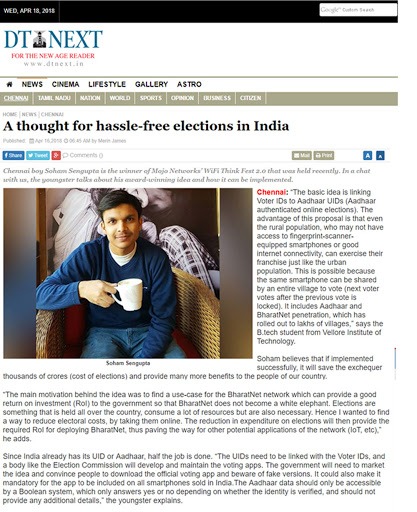 WED, APR 18, 2018
Google Custom Search
DT NEXT
FOR THE NEW AGE READER
www.dtnext.in
NEWS CINEMA LIFESTYLE GALLERY ASTRO
CHENNAI TAMIL NADU NATION WORLD SPORTS OPINION BUSINESS CITIZEN
HOME | NEWS | CHENNAI
A thought for hassle-free elections in India
Published: Apr 18,2018 06:45 AM by Merin James
Share Tweet Comments () Mail Print A A
Chennai boy Soham Sengupta is the winner of Mojo Networks' WiFi Think Fest 2.0 that was held recently. In a chat
with us, the youngster talks about his award-winning idea and how it can be implemented.
Soham Sengupta
Chennai: “The basic idea is linking
Voter IDs to Aadhaar UIDs (Aadhaar
authenticated online elections). The
advantage of this proposal is that even
the rural population, who may not have
access to fingerprint-scanner-
equipped smartphones or good
internet connectivity, can exercise their
franchise just like the urban
population. This is possible because
the same smartphone can be shared
by an entire village to vote (next voter
votes after the previous vote is
locked). It includes Aadhaar and
BharatNet penetration, which has
rolled out to lakhs of villages,” says the
B.tech student from Vellore Institute of
Technology.
Soham believes that if implemented
successfully, it will save the exchequer
thousands of crores (cost of elections) and provide many more benefits to the people of our country.
“The main motivation behind the idea was to find a use-case for the BharatNet network which can provide a good
return on investment (RoI) to the government so that BharatNet does not become a white elephant. Elections are
something that is held all over the country, consume a lot of resources but are also necessary. Hence I wanted to find
a way to reduce electoral costs, by taking them online. The reduction in expenditure on elections will then provide the
required RoI for deploying BharatNet, thus paving the way for other potential applications of the network (IoT, etc),”
he adds.
Since India already has its UID or Aadhar, half the job is done. “The UIDs need to be linked with the Voter IDs, and
a body like the Election Commission will develop and maintain the voting apps. The government will need to market
the idea and convince people to download the official voting app and beware of fake versions. It could also make it
mandatory for the app to be included on all smartphones sold in India.The Aadhaar data should only be accessible
by a Boolean system, which only answers yes or no depending on whether the identity is verified, and should not
provide any additional details,” the youngster explains.